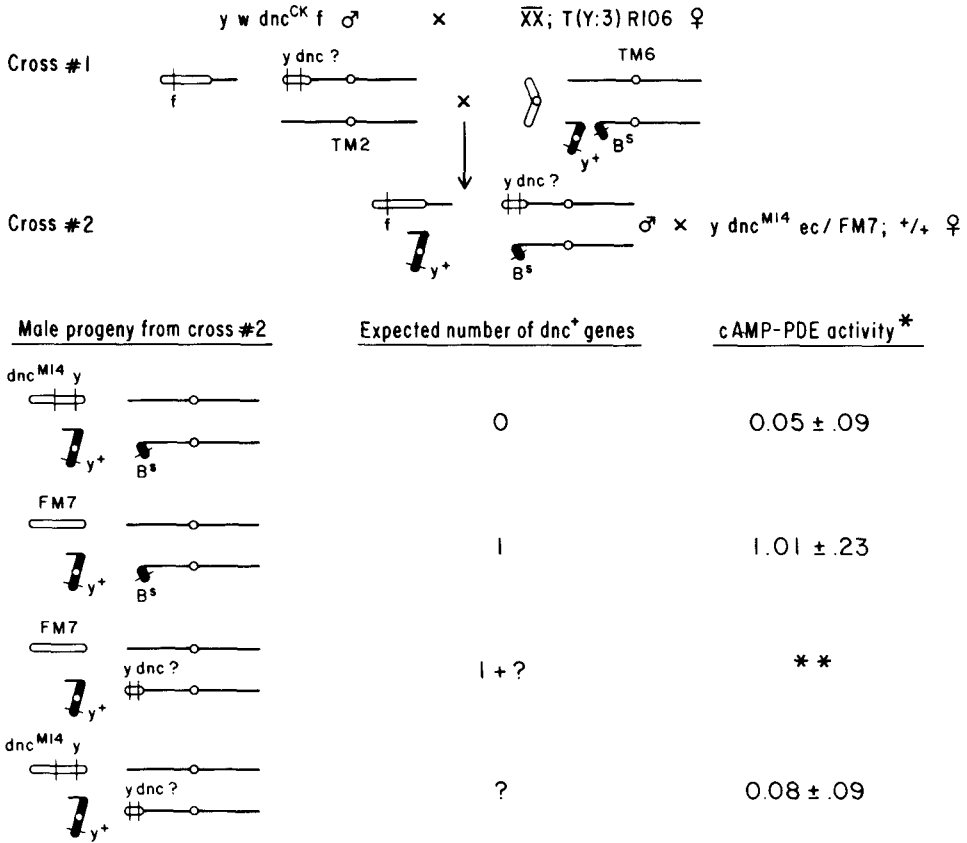 y w dnc^CK f ♂ × X͞X; T(Y:3) R106 ♀
Cross #1
f
y dnc ?
TM2
×
TM6
y⁺
B^s
Cross #2
f
y⁺
y dnc ?
B^s
♂ × y dnc^M14 ec/ FM7; +/+ ♀
Male progeny from cross #2
Expected number of dnc⁺ genes
cAMP-PDE activity*
dnc^M14 y
y⁺
B^s
0
0.05 ± .09
FM7
y⁺
B^s
1
1.01 ± .23
FM7
y dnc ?
y⁺
1 + ?
* *
dnc^M14 y
y dnc ?
y⁺
?
0.08 ± .09